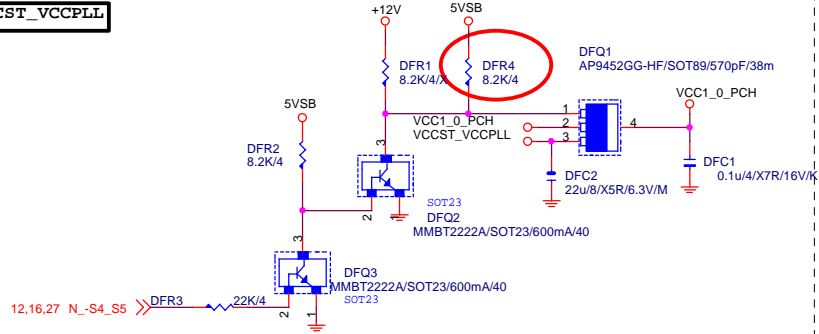 CST_VCCPLL
+12V
5VSB
DFR1
8.2K/4/X
DFR4
8.2K/4
DFQ1
AP9452GG-HF/SOT89/570pF/38m
VCC1_0_PCH
5VSB
VCC1_0_PCH
VCCST_VCCPLL
1
2
3
4
DFR2
8.2K/4
3
DFC2
22u/8/X5R/6.3V/M
DFC1
0.1u/4/X7R/16V/K
SOT23
2
1
DFQ2
MMBT2222A/SOT23/600mA/40
3
DFQ3
MMBT2222A/SOT23/600mA/40
SOT23
12,16,27 N_-S4_S5
DFR3
22K/4
2
1